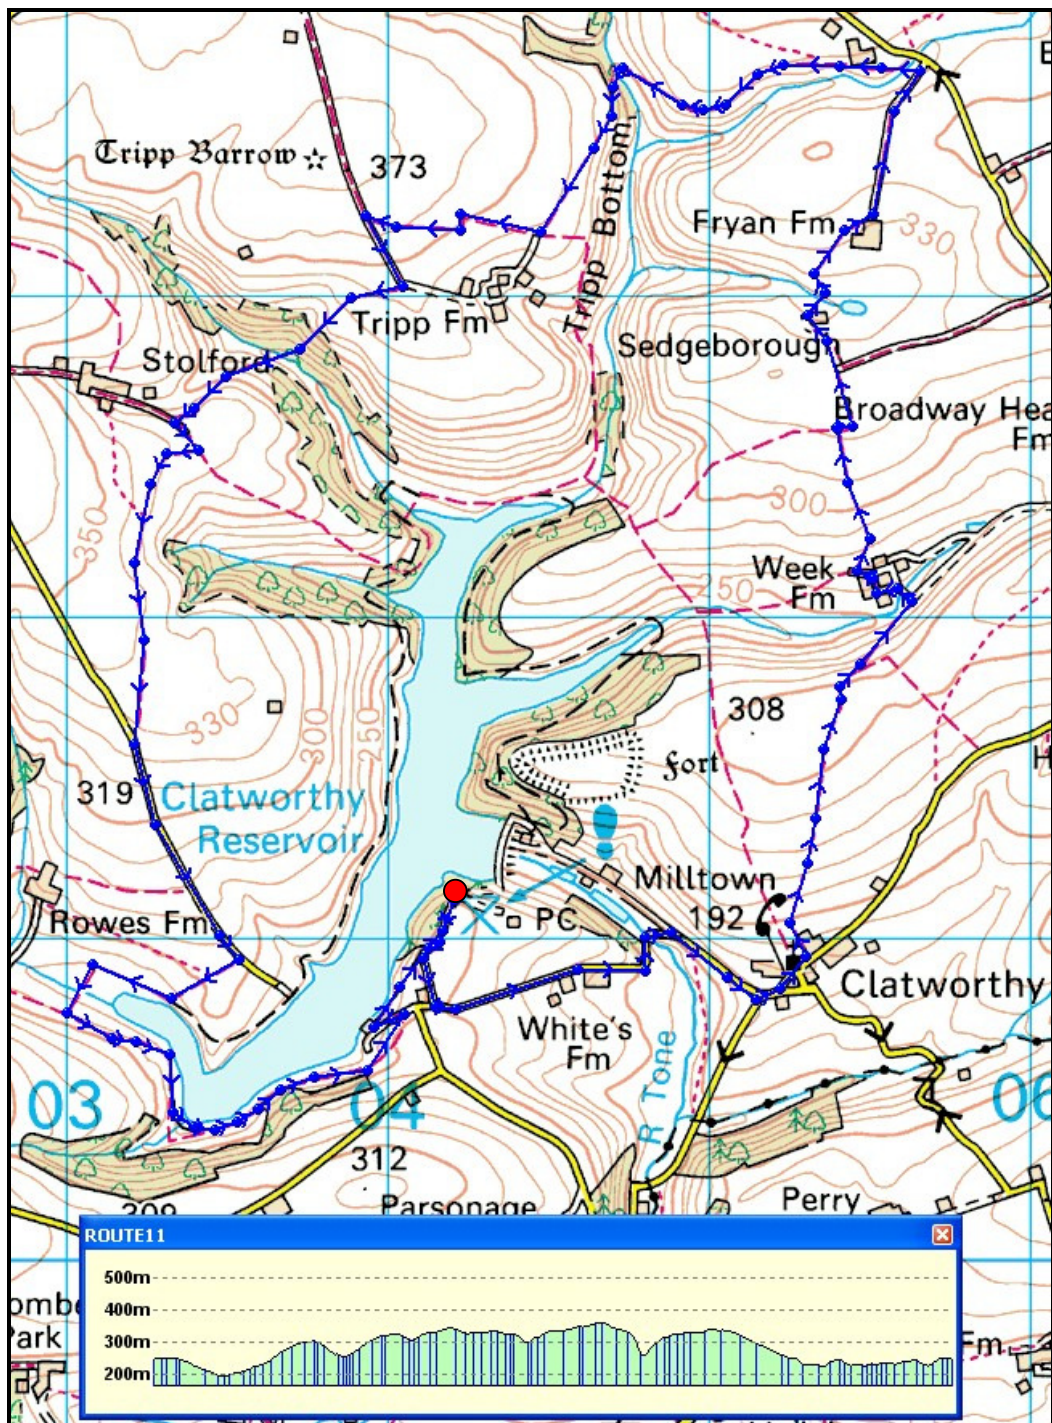 Tripp Barrow
373
Tripp Bottom
Fryan Fm
330
Tripp Fm
Sedgeborough
Stolford
Broadway Hea
Fm
350
300
250
Week
Fm
330
300
250
308
319
Clatworthy
Reservoir
Fort
Milltown
192
PC
Rowes Fm
Clatworthy
White's
Fm
R Tone
03
04
06
312
Parsonage
Perry
309
ombe
Park
Fm
ROUTE11
500m
400m
300m
200m